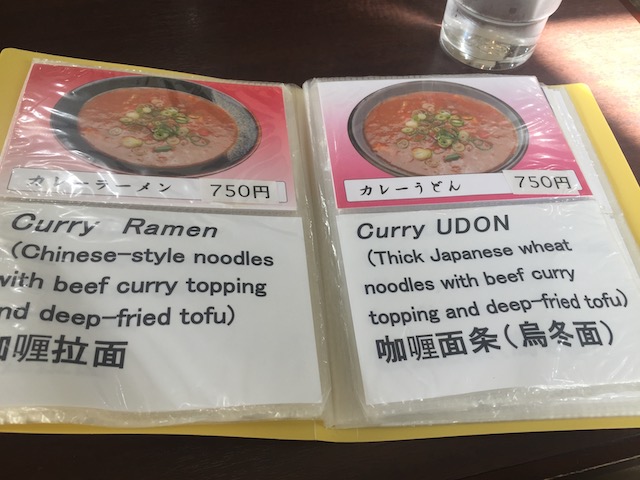 カレーラーメン 750円
Curry Ramen
(Chinese-style noodles
with beef curry topping
and deep-fried tofu)
咖喱拉面
カレーうどん 750円
Curry UDON
(Thick Japanese wheat
noodles with beef curry
topping and deep-fried tofu)
咖喱面条(烏冬面)